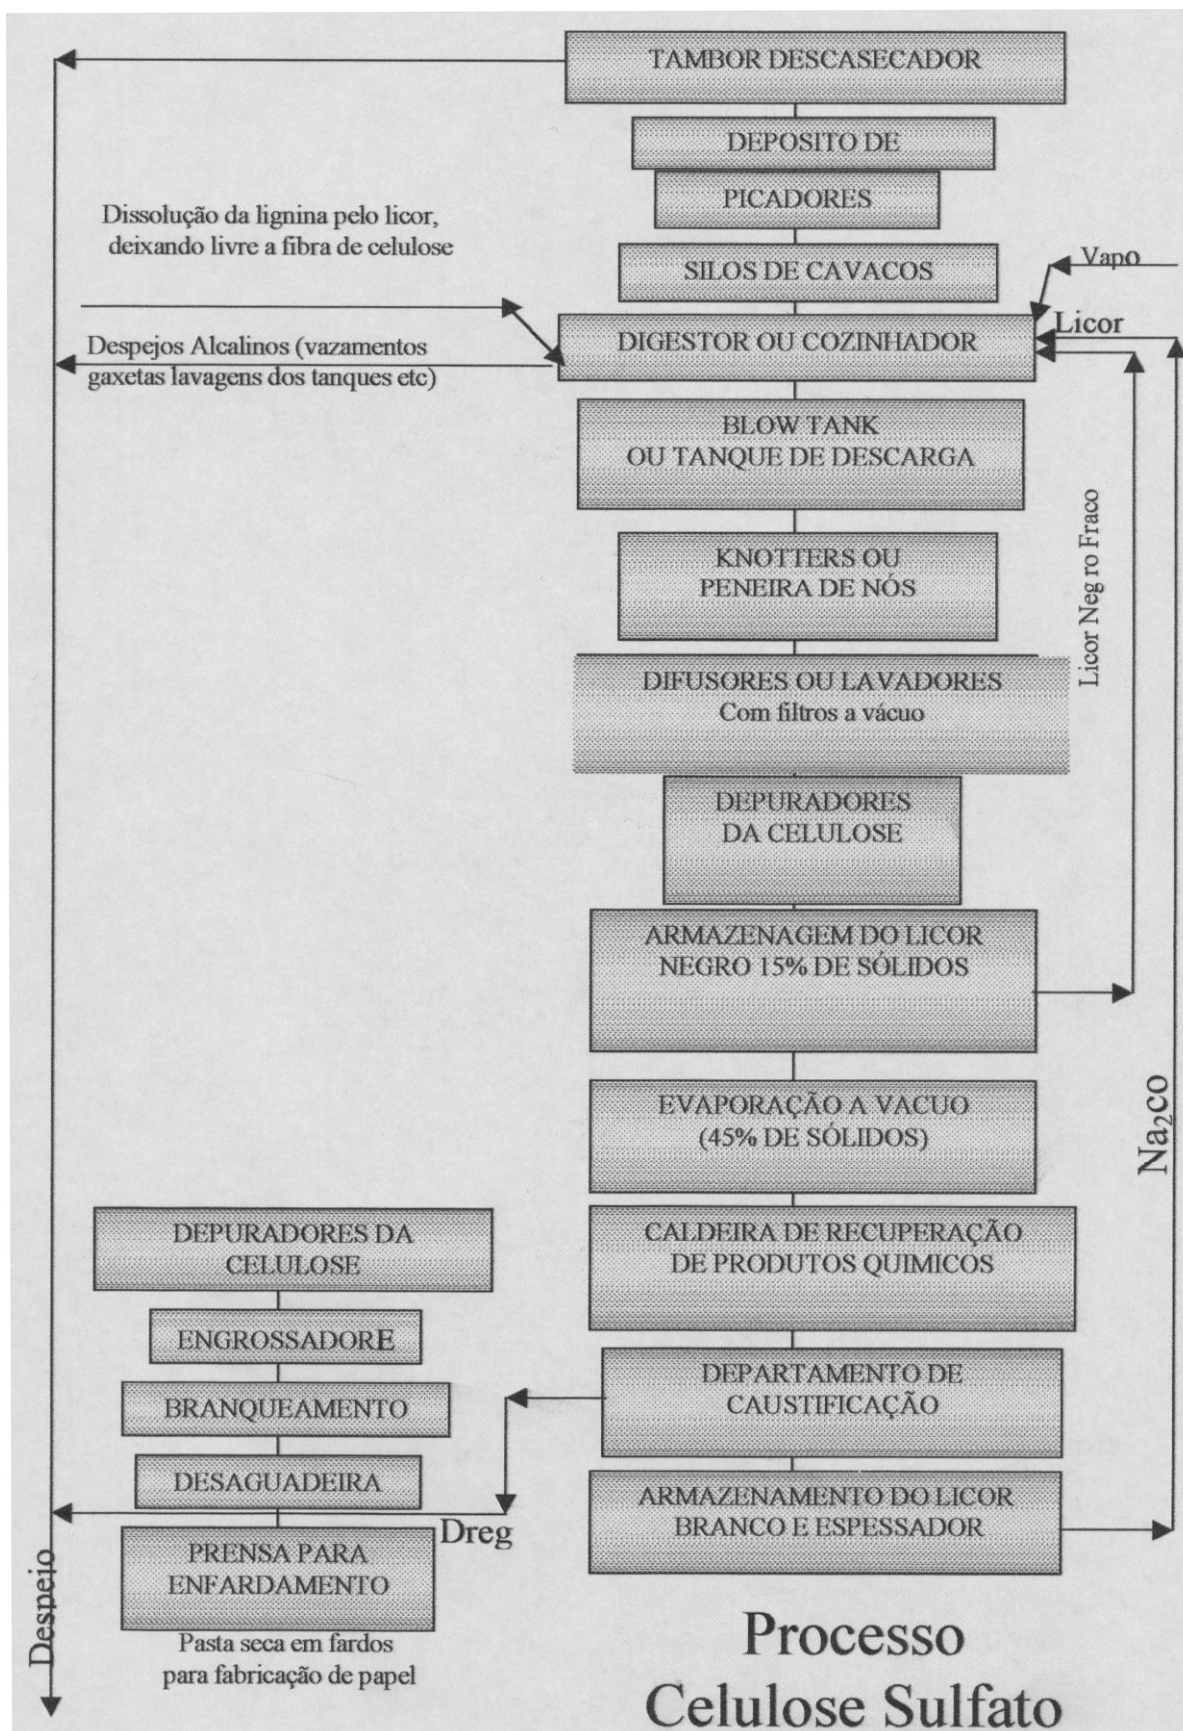 TAMBOR DESCASECADOR
DEPOSITO DE
PICADORES
Dissolução da lignina pelo licor,
deixando livre a fibra de celulose
SILOS DE CAVACOS
Vapo
Licor
DIGESTOR OU COZINHADOR
Despejos Alcalinos (vazamentos
gaxetas lavagens dos tanques etc)
BLOW TANK
OU TANQUE DE DESCARGA
KNOTTERS OU
PENEIRA DE NÓS
Licor Neg ro Fraco
DIFUSORES OU LAVADORES
Com filtros a vácuo
DEPURADORES
DA CELULOSE
ARMAZENAGEM DO LICOR
NEGRO 15% DE SÓLIDOS
EVAPORAÇÃO A VACUO
(45% DE SÓLIDOS)
Na₂co
CALDEIRA DE RECUPERAÇÃO
DE PRODUTOS QUIMICOS
DEPARTAMENTO DE
CAUSTIFICAÇÃO
ARMAZENAMENTO DO LICOR
BRANCO E ESPESSADOR
DEPURADORES DA
CELULOSE
ENGROSSADORE
BRANQUEAMENTO
DESAGUADEIRA
Dreg
PRENSA PARA
ENFARDAMENTO
Pasta seca em fardos
para fabricação de papel
Despejo
Processo
Celulose Sulfato